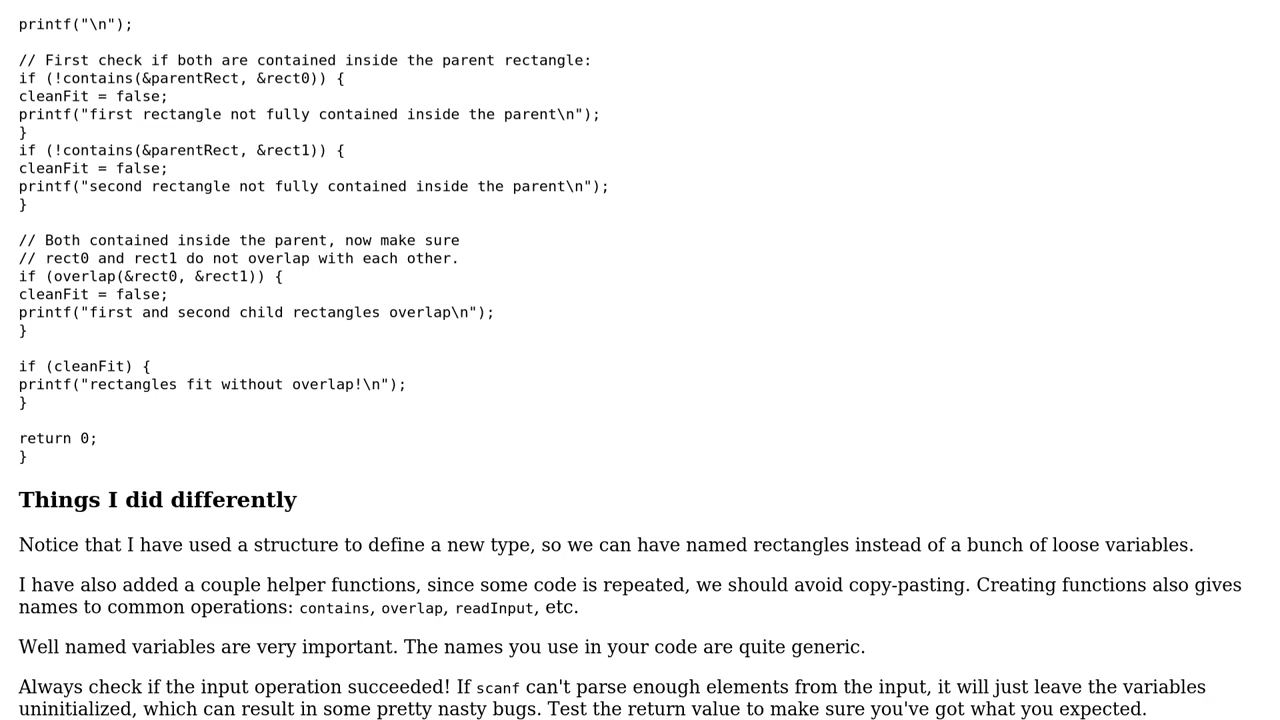 printf("\n");
// First check if both are contained inside the parent rectangle:
if (!contains(&parentRect, &rect0)) {
cleanFit = false;
printf("first rectangle not fully contained inside the parent\n");
}
if (!contains(&parentRect, &rect1)) {
cleanFit = false;
printf("second rectangle not fully contained inside the parent\n");
}
// Both contained inside the parent, now make sure
// rect0 and rect1 do not overlap with each other.
if (overlap(&rect0, &rect1)) {
cleanFit = false;
printf("first and second child rectangles overlap\n");
}
if (cleanFit) {
printf("rectangles fit without overlap!\n");
}
return 0;
}
Things I did differently
Notice that I have used a structure to define a new type, so we can have named rectangles instead of a bunch of loose variables.
I have also added a couple helper functions, since some code is repeated, we should avoid copy-pasting. Creating functions also gives
names to common operations: contains, overlap, readInput, etc.
Well named variables are very important. The names you use in your code are quite generic.
Always check if the input operation succeeded! If scanf can't parse enough elements from the input, it will just leave the variables
uninitialized, which can result in some pretty nasty bugs. Test the return value to make sure you've got what you expected.